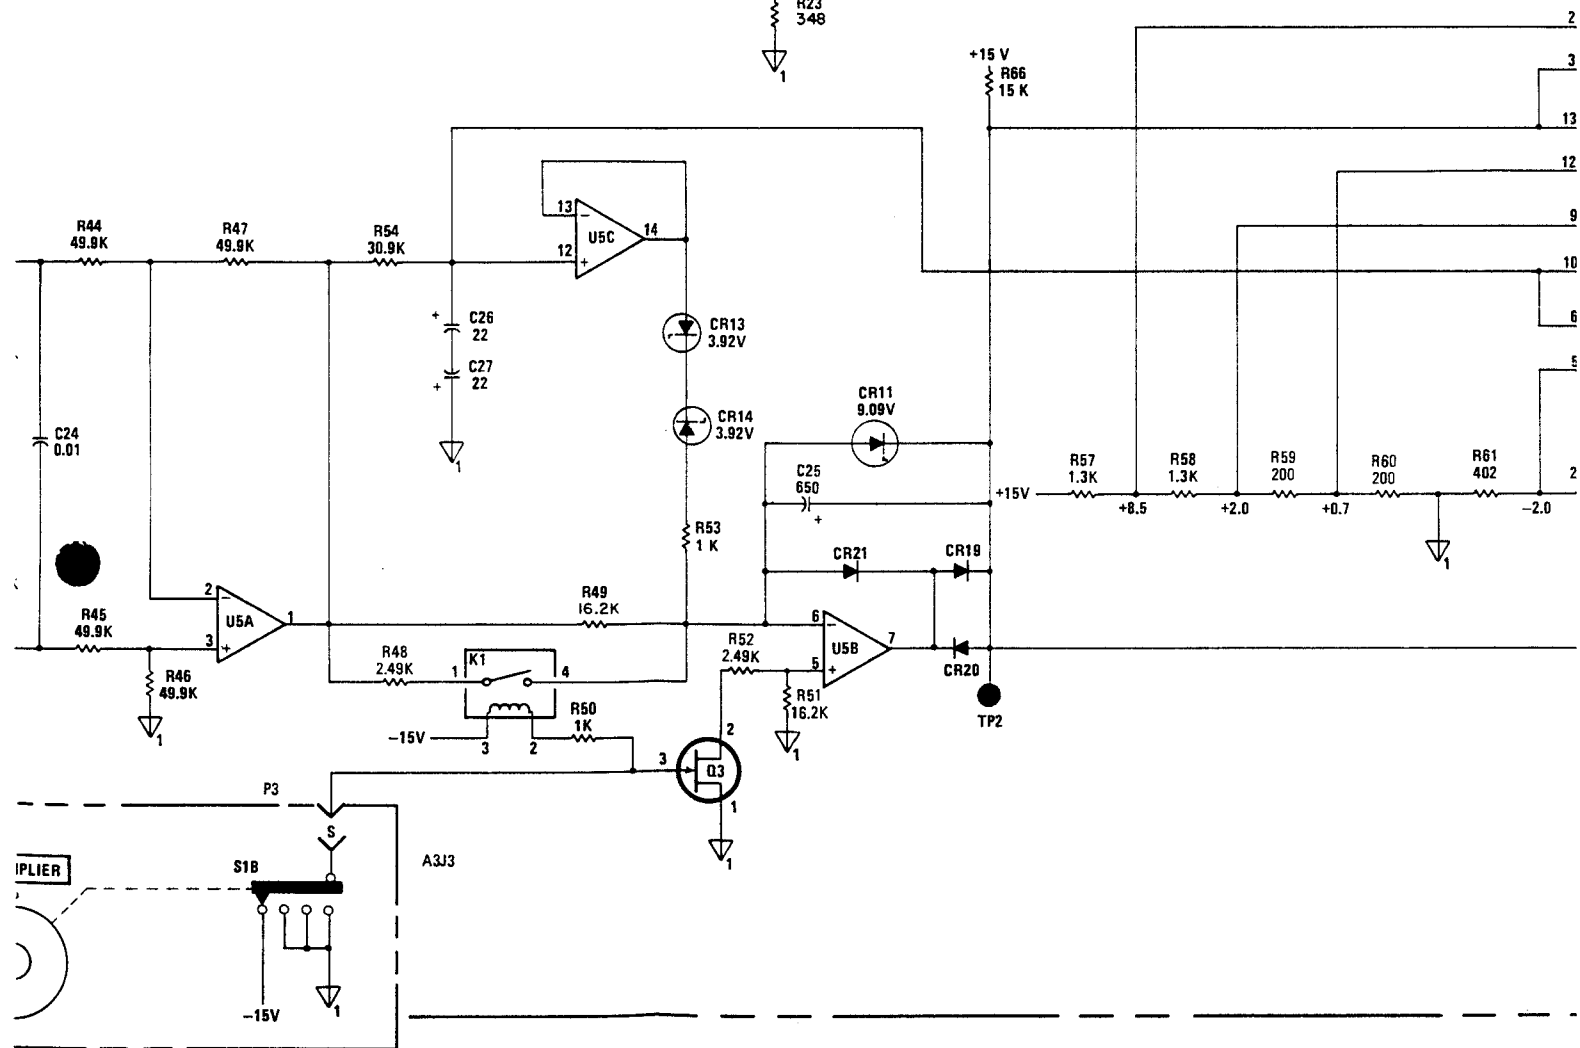 R23
348
1
2
+15 V
R66
15 K
3
13
12
9
10
6
5
13
−
12
+
U5C
14
R44
49.9K
R47
49.9K
R54
30.9K
+
C26
22
C27
22
+
1
CR13
3.92V
CR14
3.92V
C24
0.01
CR11
9.09V
C25
650
+
+15V
R57
1.3K
+8.5
R58
1.3K
+2.0
R59
200
R60
200
+0.7
R61
402
−2.0
2
1
R53
1 K
CR21
CR19
2
−
3
+
U5A
1
R45
49.9K
R46
49.9K
1
R49
16.2K
R48
2.49K
K1
1
4
3
2
−15V
R50
1K
R52
2.49K
6
−
5
+
U5B
7
CR20
R51
16.2K
1
TP2
2
3
Q3
1
1
P3
S
A3J3
S1B
IPLIER
−15V
1